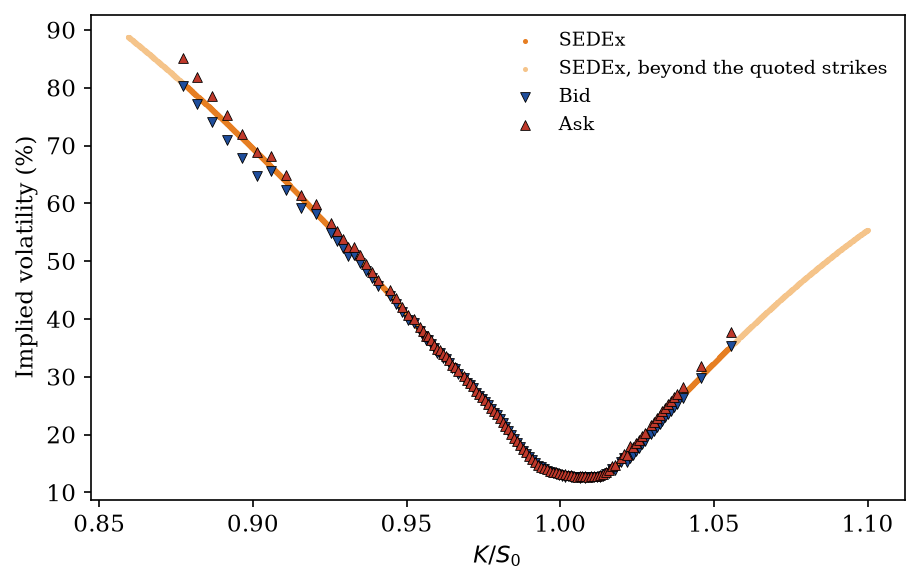 90
80
70
60
50
40
30
20
10
Implied volatility (%)
SEDEx
SEDEx, beyond the quoted strikes
Bid
Ask
0.85 0.90 0.95 1.00 1.05 1.10
K/S₀